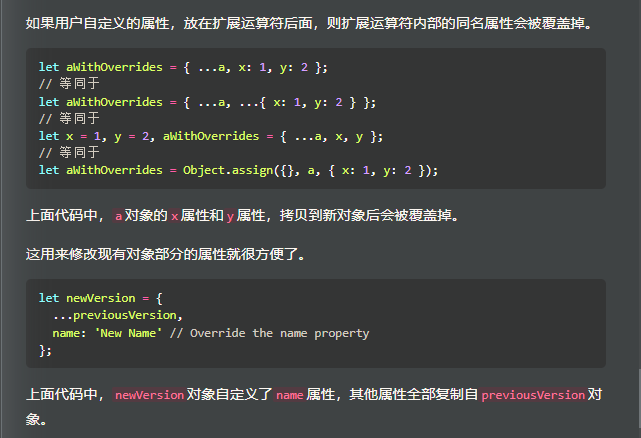 如果用户自定义的属性，放在扩展运算符后面，则扩展运算符内部的同名属性会被覆盖掉。
let aWithOverrides = { ...a, x: 1, y: 2 };
// 等同于
let aWithOverrides = { ...a, ...{ x: 1, y: 2 } };
// 等同于
let x = 1, y = 2, aWithOverrides = { ...a, x, y };
// 等同于
let aWithOverrides = Object.assign({}, a, { x: 1, y: 2 });
上面代码中，a对象的x属性和y属性，拷贝到新对象后会被覆盖掉。
这用来修改现有对象部分的属性就很方便了。
let newVersion = {
  ...previousVersion,
  name: 'New Name' // Override the name property
};
上面代码中，newVersion对象自定义了name属性，其他属性全部复制自previousVersion对
象。